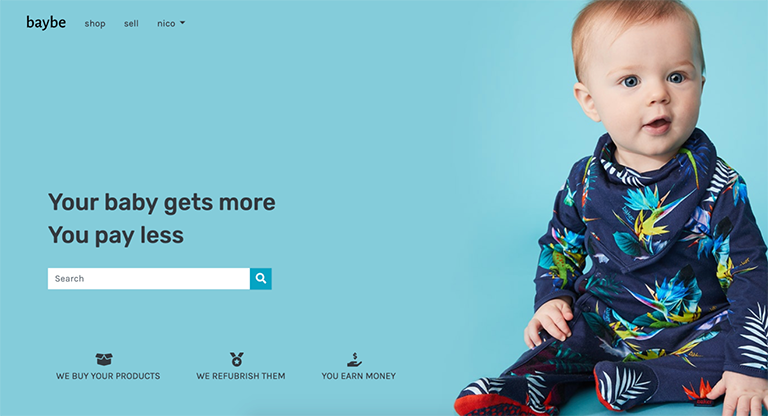 baybe shop sell nico
Your baby gets more
You pay less
Search
WE BUY YOUR PRODUCTS WE REFUBRISH THEM YOU EARN MONEY